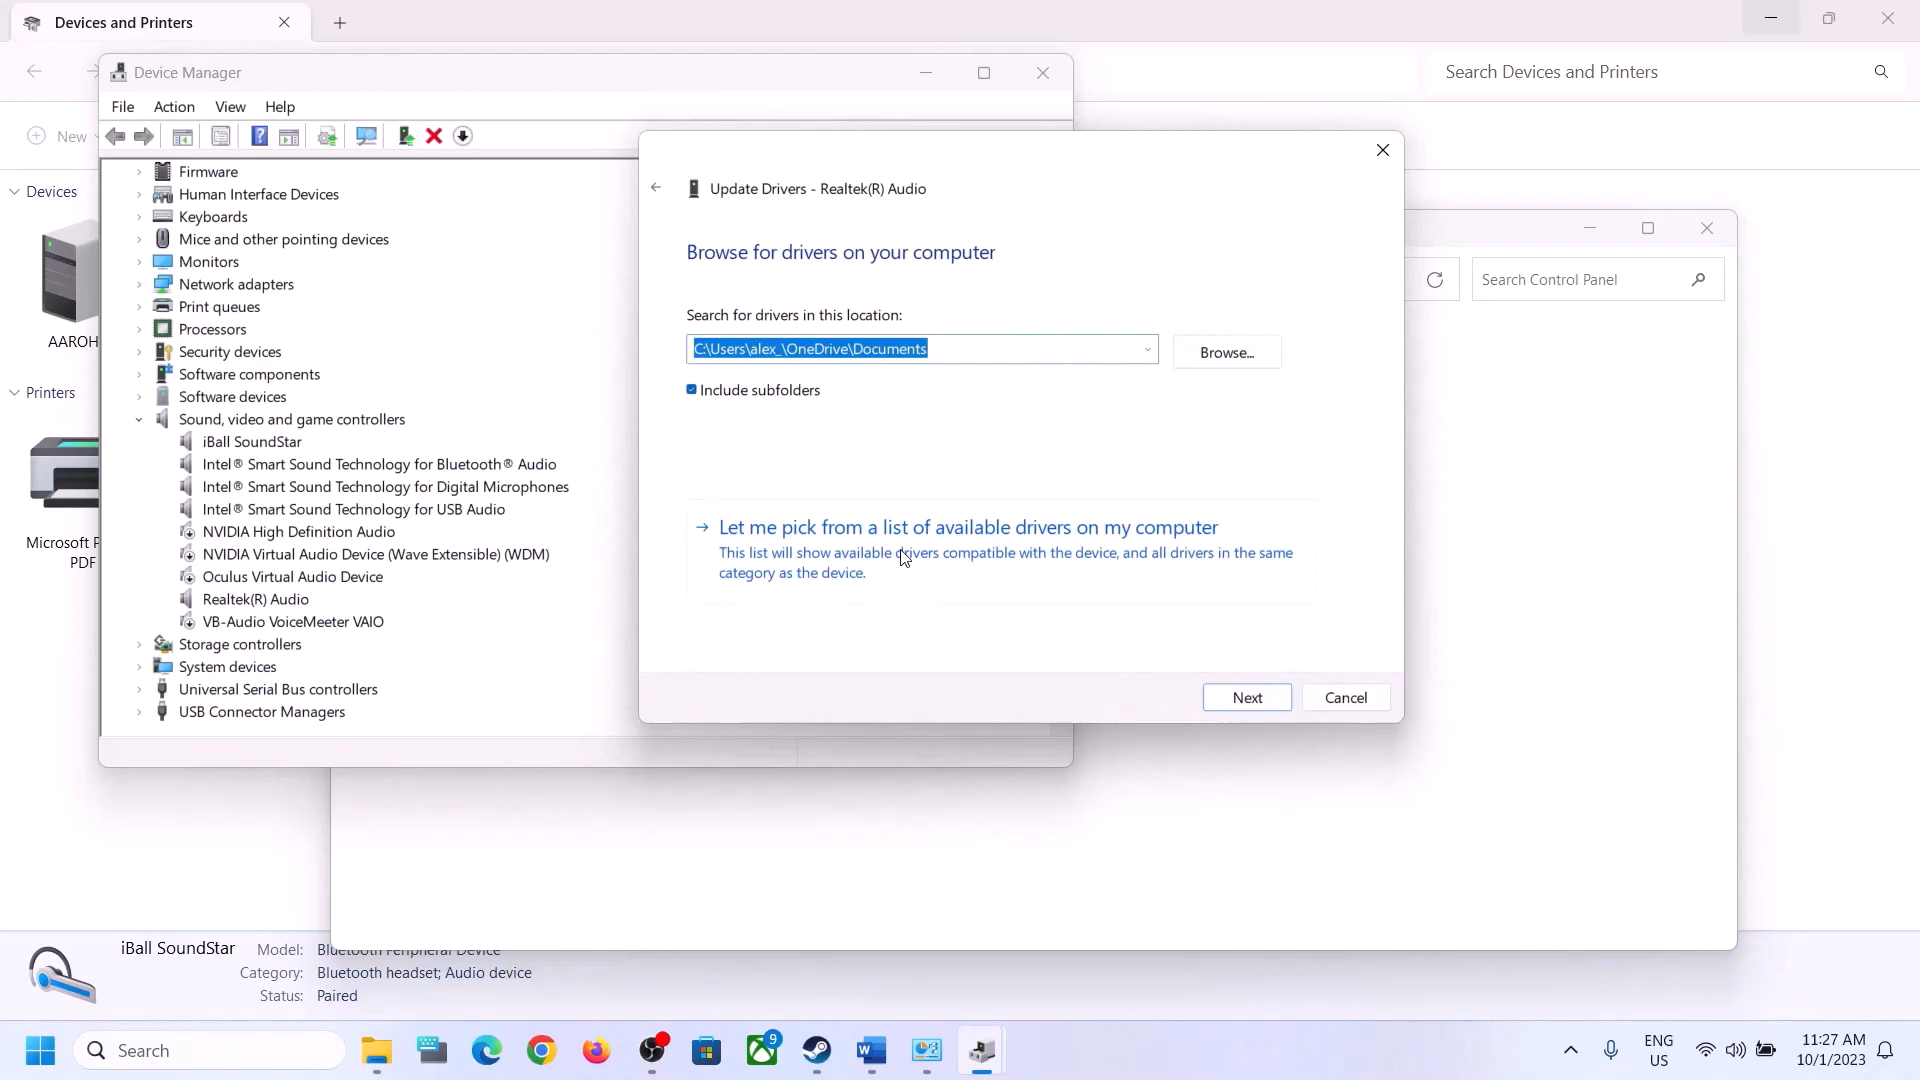 Devices and Printers
Device Manager
Search Devices and Printers
File Action View Help
New
Devices
AAROH
Printers
Microsoft P
PDF
Firmware
Human Interface Devices
Keyboards
Mice and other pointing devices
Monitors
Network adapters
Print queues
Processors
Security devices
Software components
Software devices
Sound, video and game controllers
iBall SoundStar
Intel® Smart Sound Technology for Bluetooth® Audio
Intel® Smart Sound Technology for Digital Microphones
Intel® Smart Sound Technology for USB Audio
NVIDIA High Definition Audio
NVIDIA Virtual Audio Device (Wave Extensible) (WDM)
Oculus Virtual Audio Device
Realtek(R) Audio
VB-Audio VoiceMeeter VAIO
Storage controllers
System devices
Universal Serial Bus controllers
USB Connector Managers
Update Drivers - Realtek(R) Audio
Browse for drivers on your computer
Search for drivers in this location:
C:\Users\alex_\OneDrive\Documents
Browse...
Include subfolders
Let me pick from a list of available drivers on my computer
This list will show available drivers compatible with the device, and all drivers in the same
category as the device.
Next
Cancel
Search Control Panel
iBall SoundStar
Model: Bluetooth Peripheral Device
Category: Bluetooth headset; Audio device
Status: Paired
Search
9
ENG
US
11:27 AM
10/1/2023